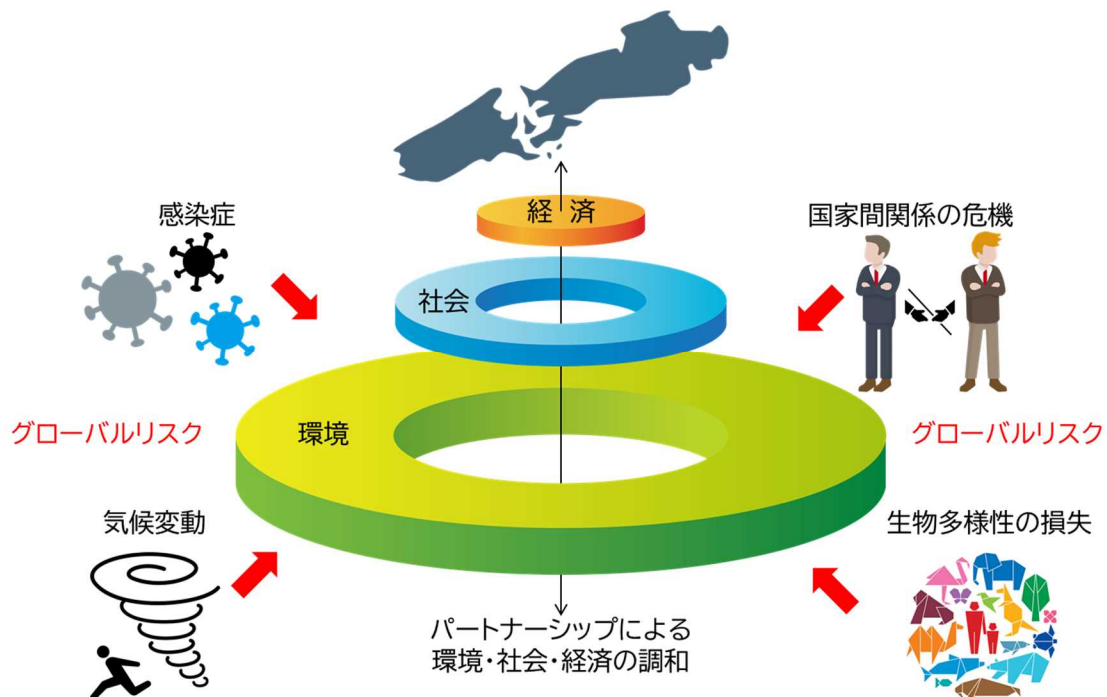 感染症
国家間関係の危機
経済
社会
環境
グローバルリスク
グローバルリスク
気候変動
生物多様性の損失
パートナーシップによる
環境・社会・経済の調和